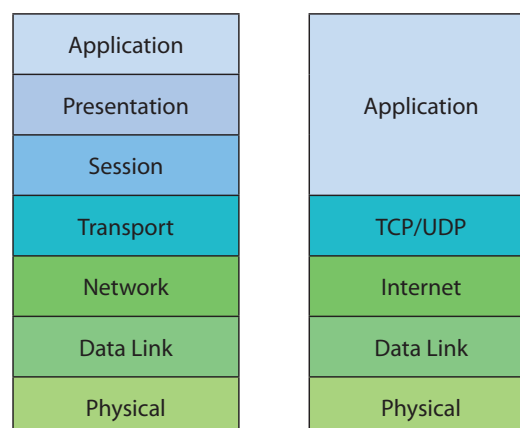 Application
Presentation
Session
Transport
Network
Data Link
Physical
Application
TCP/UDP
Internet
Data Link
Physical